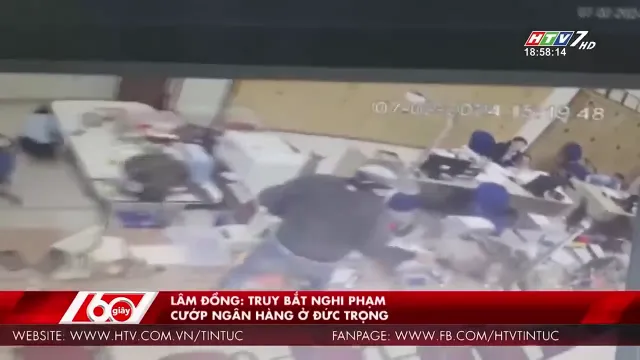 HTV7 HD
18:58:14
07-02-2024 15:19:48
60 giây
LÂM ĐỒNG: TRUY BẮT NGHI PHẠM
CƯỚP NGÂN HÀNG Ở ĐỨC TRỌNG
WEBSITE: WWW.HTV.COM.VN/TINTUC
FANPAGE: WWW.FB.COM/HTVTINTUC